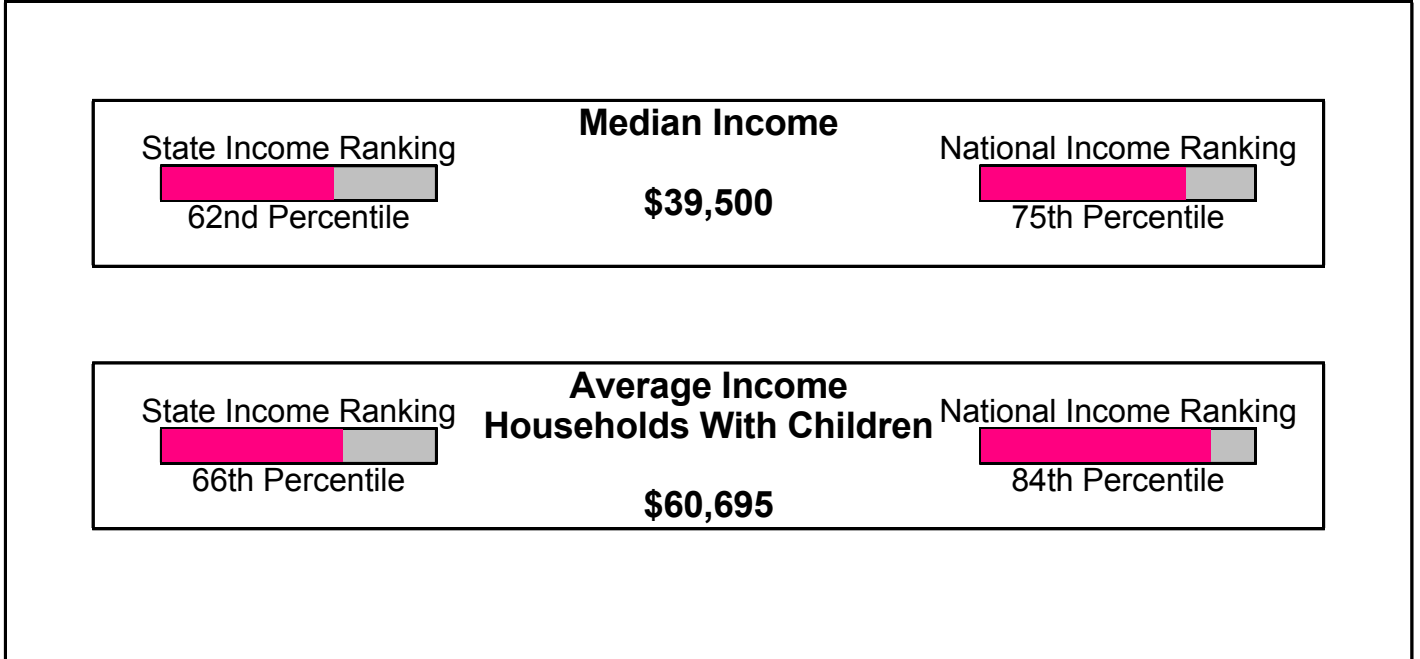 Median Income
State Income Ranking
National Income Ranking
$39,500
62nd Percentile
75th Percentile
Average Income
Households With Children
State Income Ranking
National Income Ranking
66th Percentile
84th Percentile
$60,695